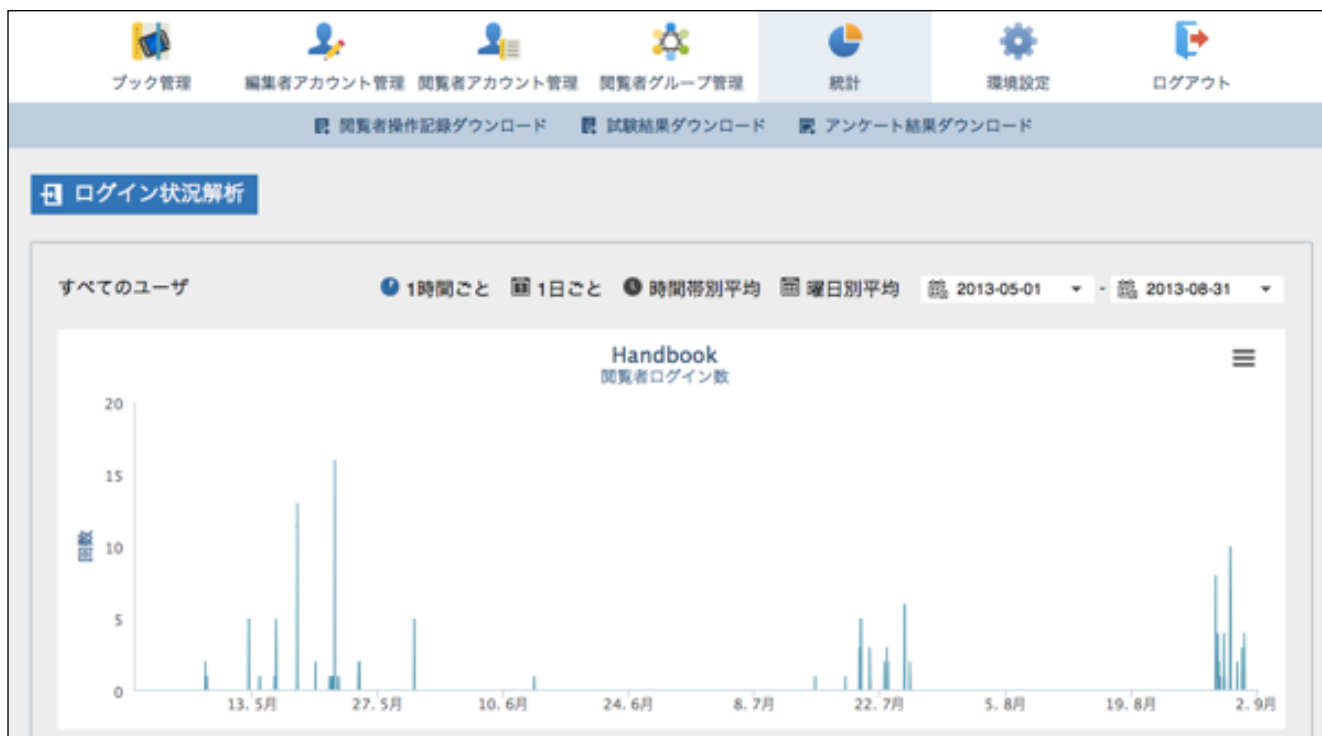 ブック管理 編集者アカウント管理 閲覧者アカウント管理 閲覧者グループ管理 統計 環境設定 ログアウト
閲覧者操作記録ダウンロード 試験結果ダウンロード アンケート結果ダウンロード
ログイン状況解析
すべてのユーザ 1時間ごと 1日ごと 時間帯別平均 曜日別平均 2013-05-01 - 2013-08-31
Handbook
閲覧者ログイン数
20
15
回数
10
5
0
13. 5月 27. 5月 10. 6月 24. 6月 8. 7月 22. 7月 5. 8月 19. 8月 2. 9月